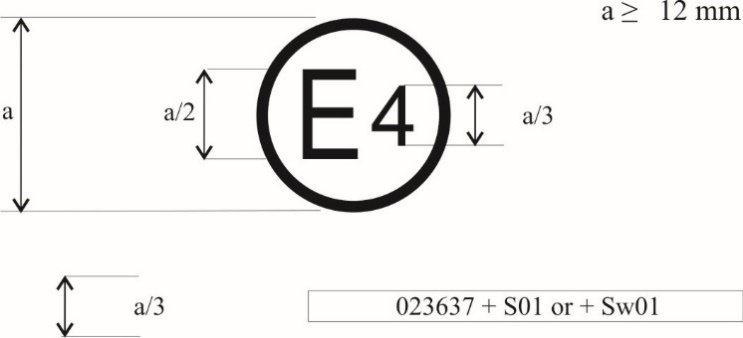 a ≥ 12 mm
a
a/2
E4
a/3
a/3
023637 + S01 or + Sw01